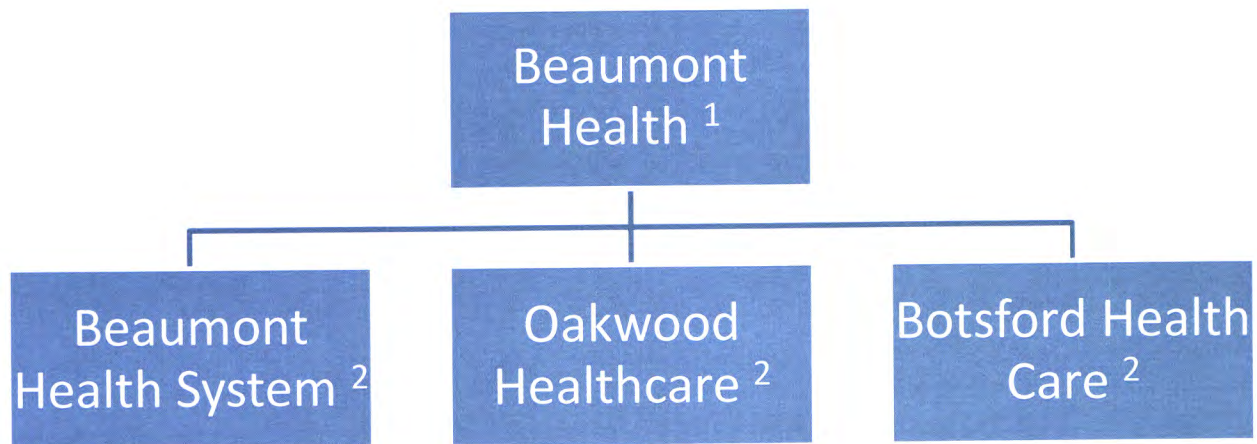 Beaumont
Health 1
Beaumont
Health System 2
Oakwood
Healthcare 2
Botsford Health
Care 2